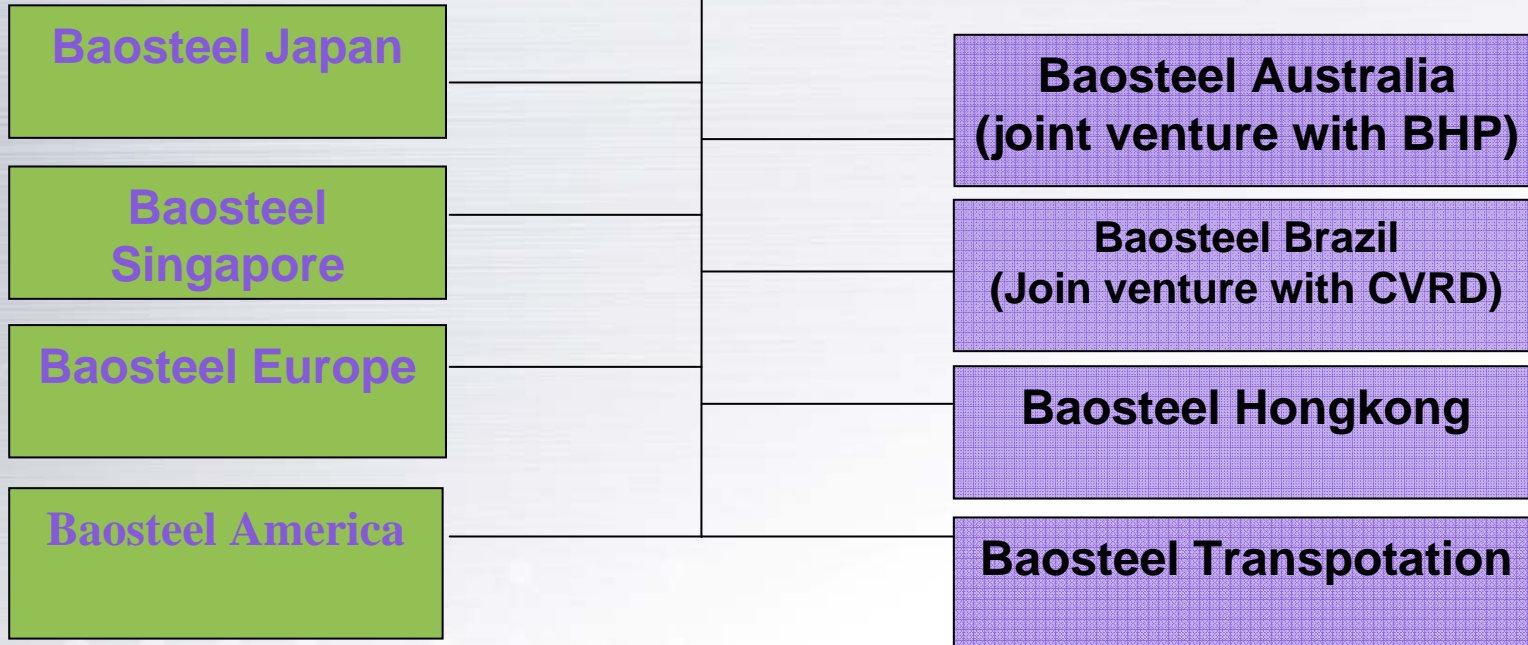 Baosteel Japan
Baosteel
Singapore
Baosteel Europe
Baosteel America
Baosteel Australia
(joint venture with BHP)
Baosteel Brazil
(Join venture with CVRD)
Baosteel Hongkong
Baosteel Transpotation